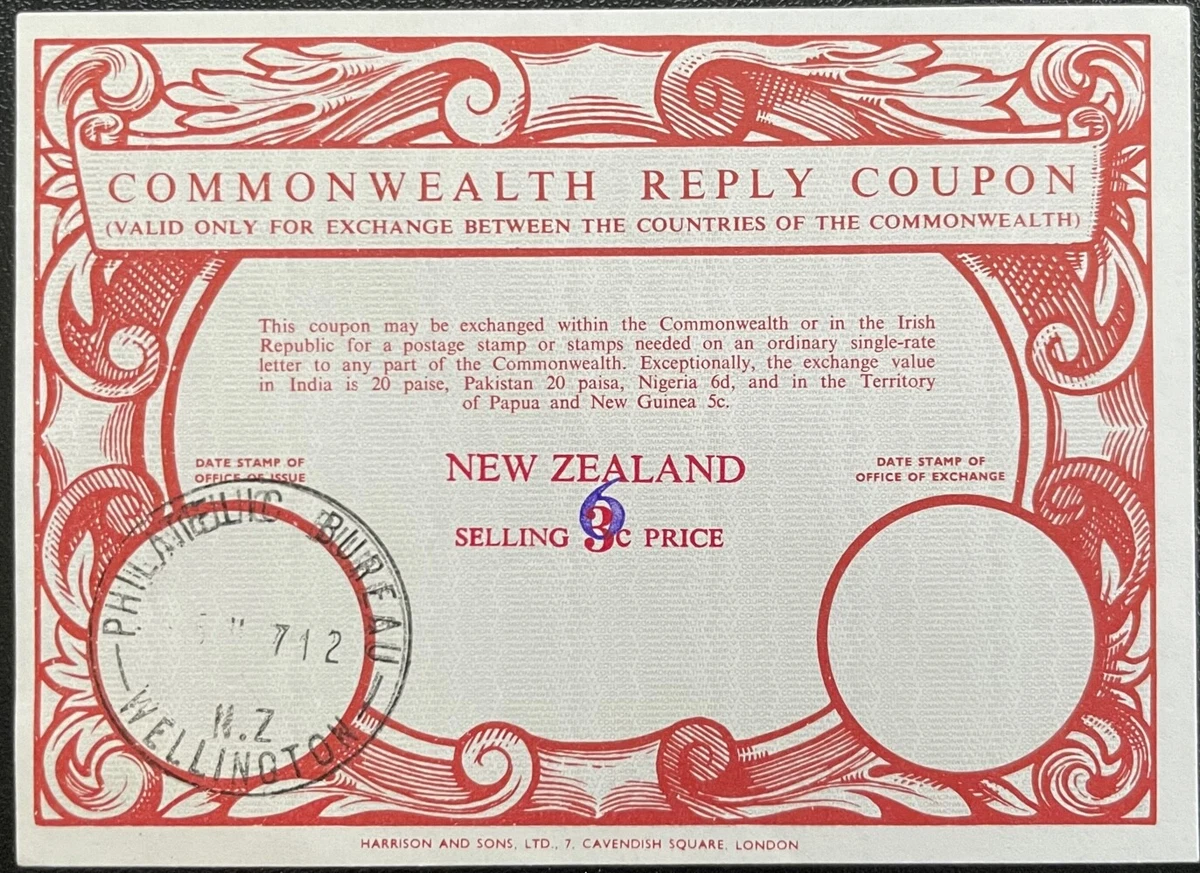 COMMONWEALTH REPLY COUPON
(VALID ONLY FOR EXCHANGE BETWEEN THE COUNTRIES OF THE COMMONWEALTH)
This coupon may be exchanged within the Commonwealth or in the Irish
Republic for a postage stamp or stamps needed on an ordinary single-rate
letter to any part of the Commonwealth. Exceptionally, the exchange value
in India is 20 paise, Pakistan 20 paisa, Nigeria 6d, and in the Territory
of Papua and New Guinea 5c.
DATE STAMP OF
OFFICE OF ISSUE
NEW ZEALAND
6
SELLING 3c PRICE
DATE STAMP OF
OFFICE OF EXCHANGE
PHILATELIC BUREAU
712
N.Z
WELLINGTON
HARRISON AND SONS, LTD., 7, CAVENDISH SQUARE, LONDON